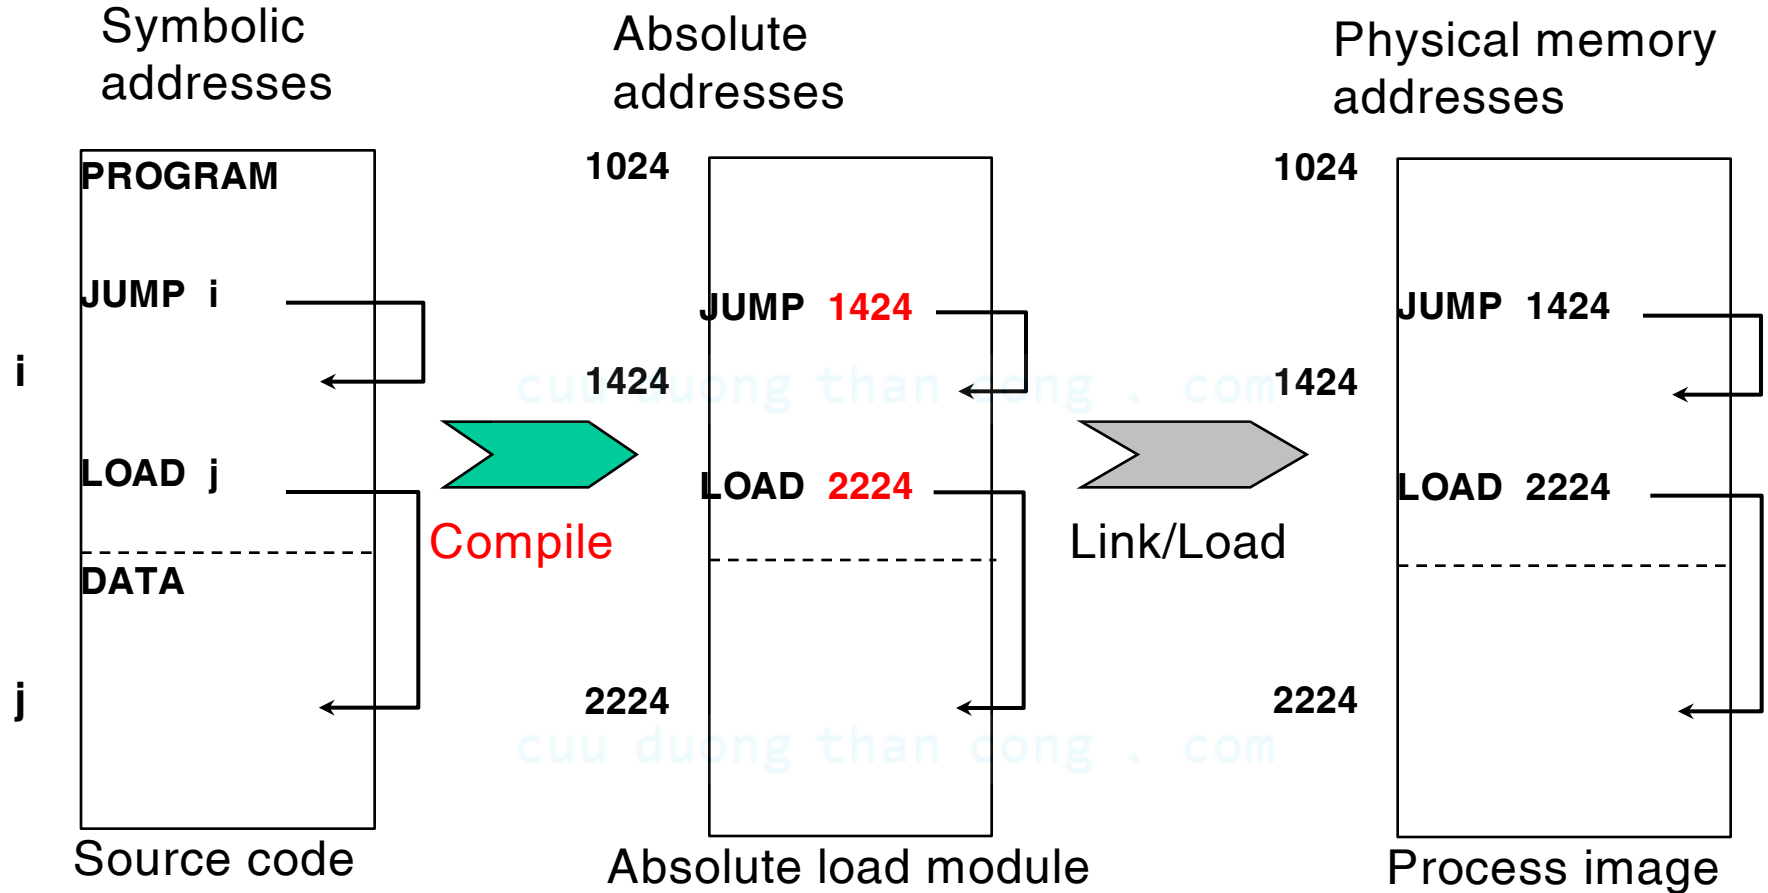 Symbolic
addresses
Absolute
addresses
Physical memory
addresses
PROGRAM
JUMP i
i
LOAD j
DATA
j
Source code
Compile
1024
JUMP 1424
1424
LOAD 2224
2224
Absolute load module
Link/Load
1024
JUMP 1424
1424
LOAD 2224
2224
Process image
cuu duong than cong . com
cuu duong than cong . com